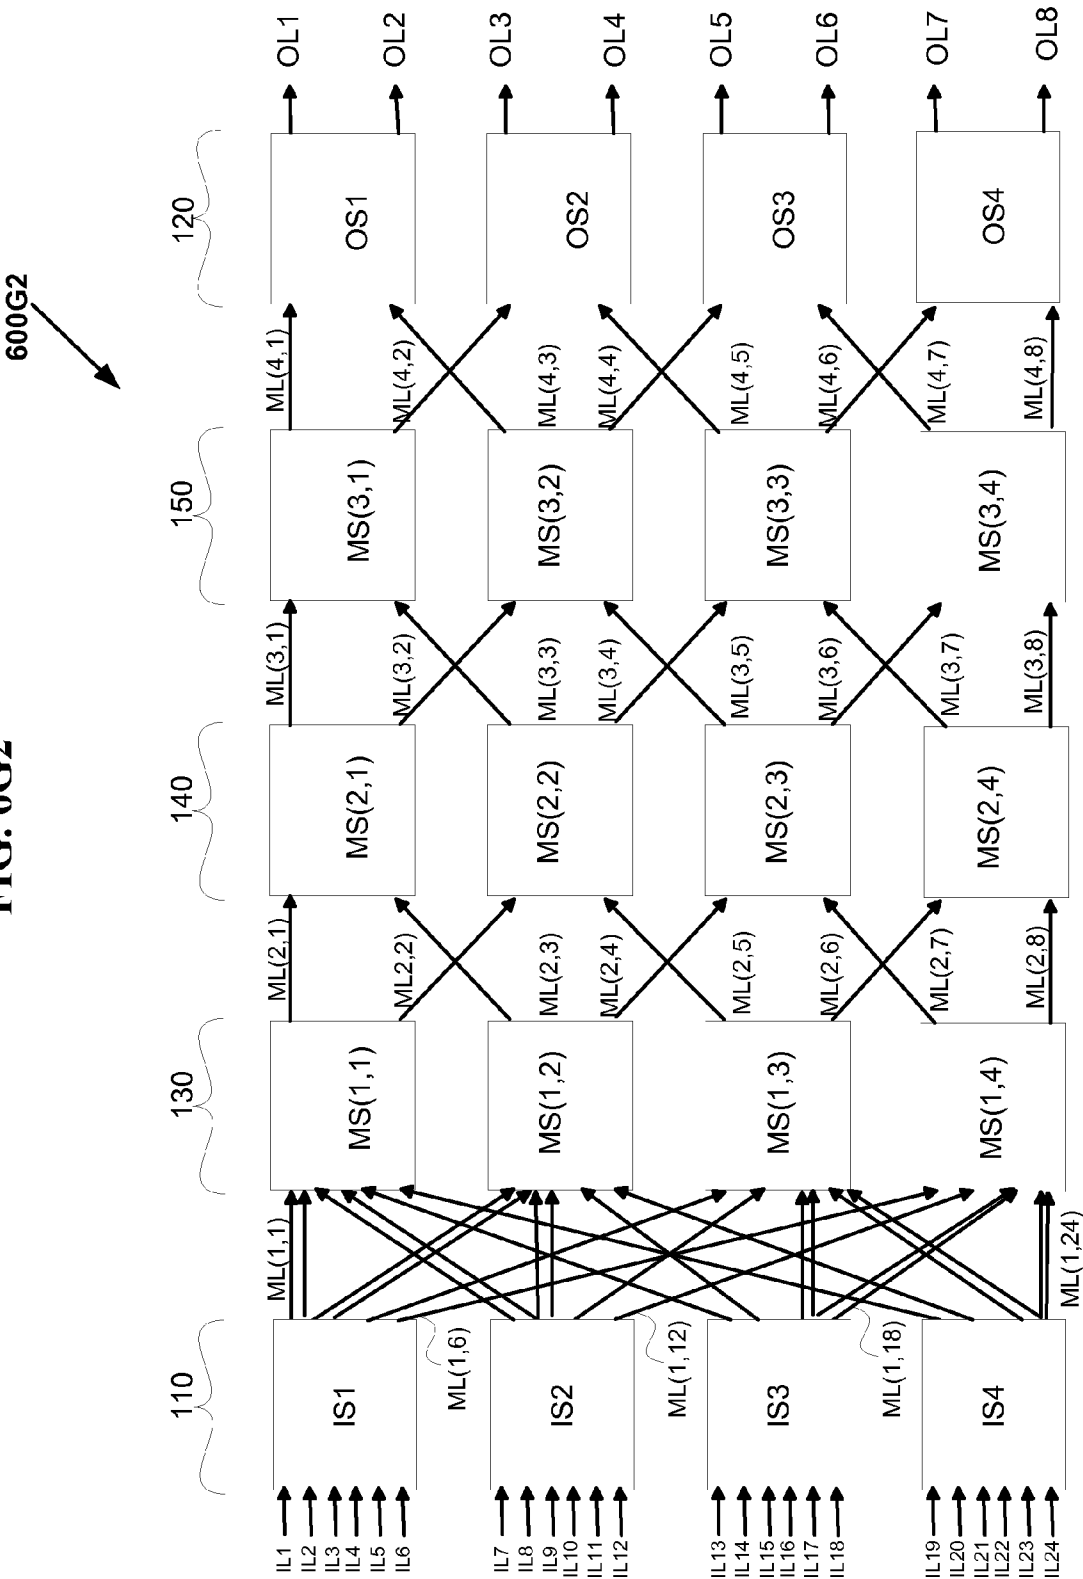 FIG. 6G2
600G2
110
130
140
150
120
IL1
IL2
IL3
IL4
IL5
IL6
IS1
ML(1,1)
ML(1,6)
MS(1,1)
ML(2,1)
ML2,2)
MS(2,1)
ML(3,1)
ML(3,2)
MS(3,1)
ML(4,1)
ML(4,2)
OS1
OL1
OL2
IL7
IL8
IL9
IL10
IL11
IL12
IS2
ML(1,12)
MS(1,2)
ML(2,3)
ML(2,4)
MS(2,2)
ML(3,3)
ML(3,4)
MS(3,2)
ML(4,3)
ML(4,4)
OS2
OL3
OL4
IL13
IL14
IL15
IL16
IL17
IL18
IS3
ML(1,18)
MS(1,3)
ML(2,5)
ML(2,6)
MS(2,3)
ML(3,5)
ML(3,6)
MS(3,3)
ML(4,5)
ML(4,6)
OS3
OL5
OL6
IL19
IL20
IL21
IL22
IL23
IL24
IS4
ML(1,24)
MS(1,4)
ML(2,7)
ML(2,8)
MS(2,4)
ML(3,7)
ML(3,8)
MS(3,4)
ML(4,7)
ML(4,8)
OS4
OL7
OL8